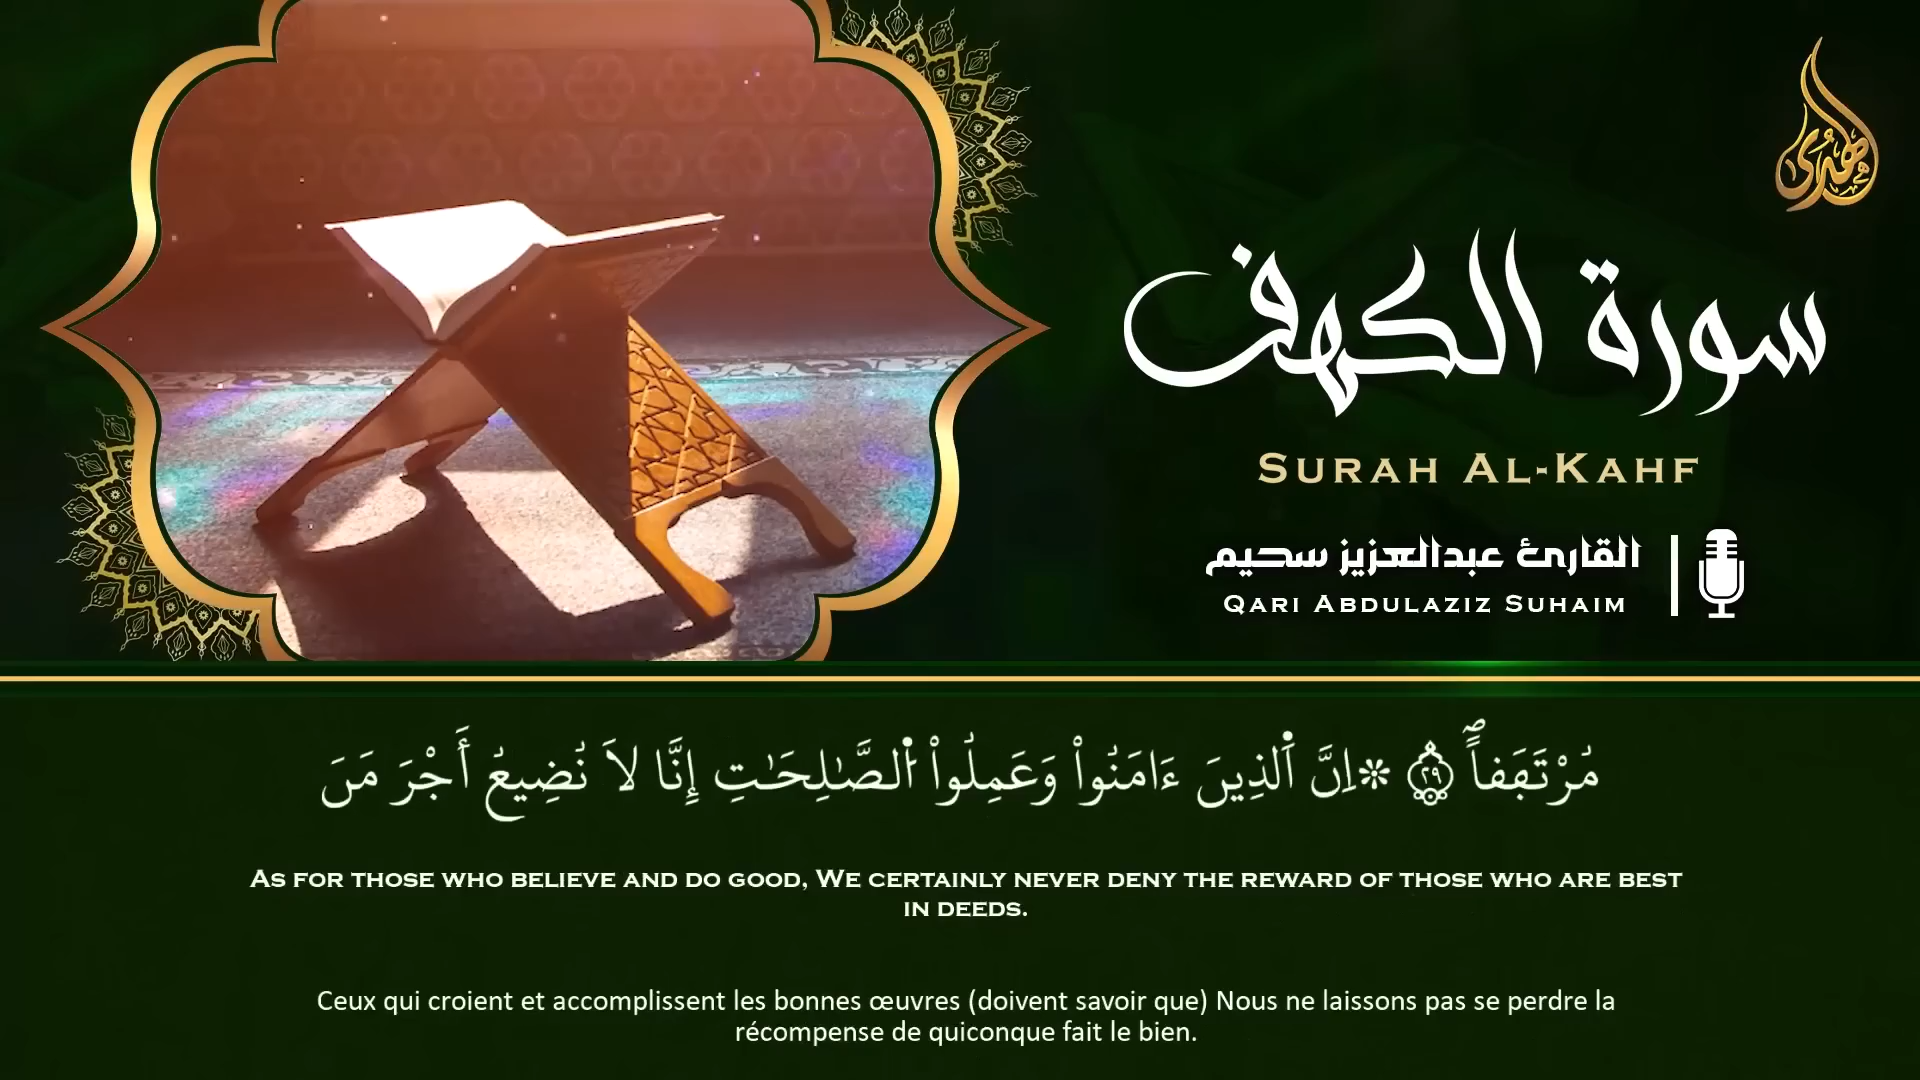 الهدى
سورة الكهف
SURAH AL-KAHF
القارئ عبدالعزيز سحيم
QARI ABDULAZIZ SUHAIM
مُرْتَفَقاًۖ ٢٩ ۞اِنَّ ٱلذِينَ ءَامَنُواْ وَعَمِلُواْ ٱلصَّٰلِحَٰتِ إِنَّا لَا نُضِيعُ أَجْرَ مَنَ
AS FOR THOSE WHO BELIEVE AND DO GOOD, WE CERTAINLY NEVER DENY THE REWARD OF THOSE WHO ARE BEST
IN DEEDS.
Ceux qui croient et accomplissent les bonnes œuvres (doivent savoir que) Nous ne laissons pas se perdre la
récompense de quiconque fait le bien.